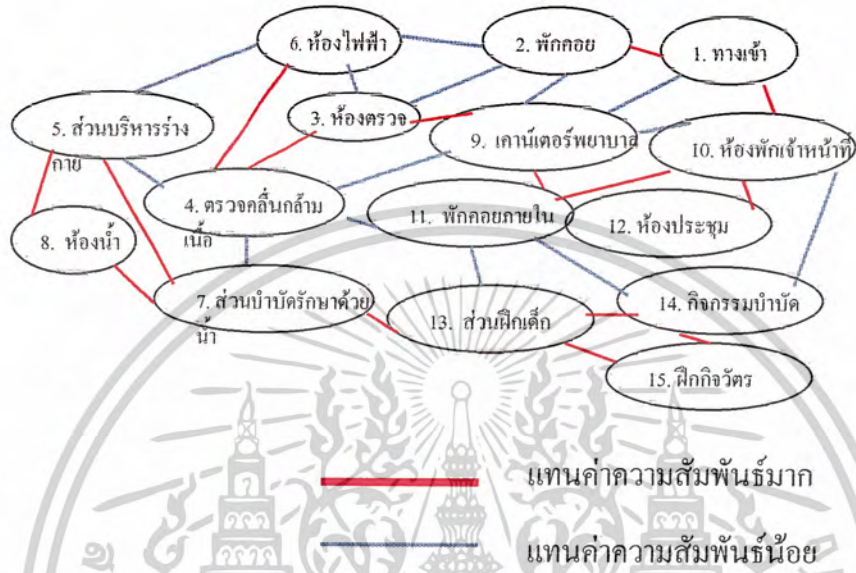 6. ห้องไฟฟ้า
2. พักคอย
1. ทางเข้า
3. ห้องตรวจ
5. ส่วนบริหารร่าง
กาย
9. เคาน์เตอร์พยาบาล
10. ห้องพักเจ้าหน้าที่
4. ตรวจคลื่นกล้าม
เนื้อ
11. พักคอยภายใน
12. ห้องประชุม
8. ห้องน้ำ
7. ส่วนบำบัดรักษาด้วย
น้ำ
13. ส่วนฝึกเด็ก
14. กิจกรรมบำบัด
15. ฝึกกิจวัตร
แทนค่าความสัมพันธ์มาก
แทนค่าความสัมพันธ์น้อย